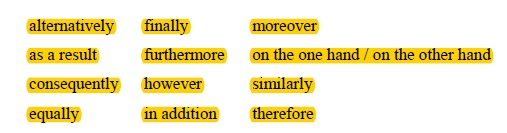 alternatively finally moreover
as a result furthermore on the one hand / on the other hand
consequently however similarly
equally in addition therefore